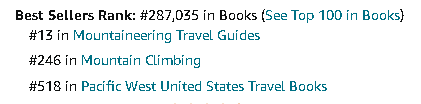 Best Sellers Rank: #287,035 in Books (See Top 100 in Books)
#13 in Mountaineering Travel Guides
#246 in Mountain Climbing
#518 in Pacific West United States Travel Books